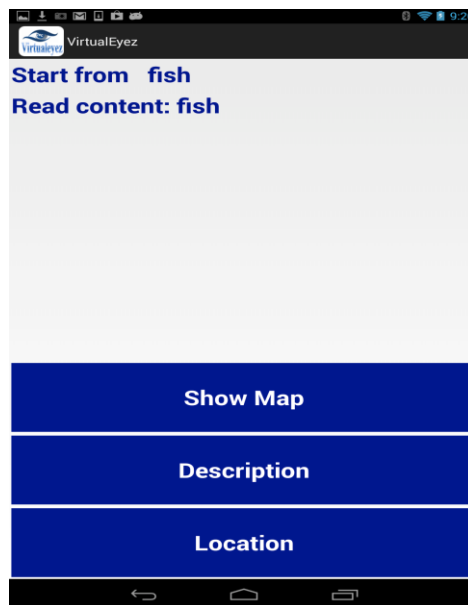 9:2
Virtualeyez
VirtualEyez
Start from fish
Read content: fish
Show Map
Description
Location